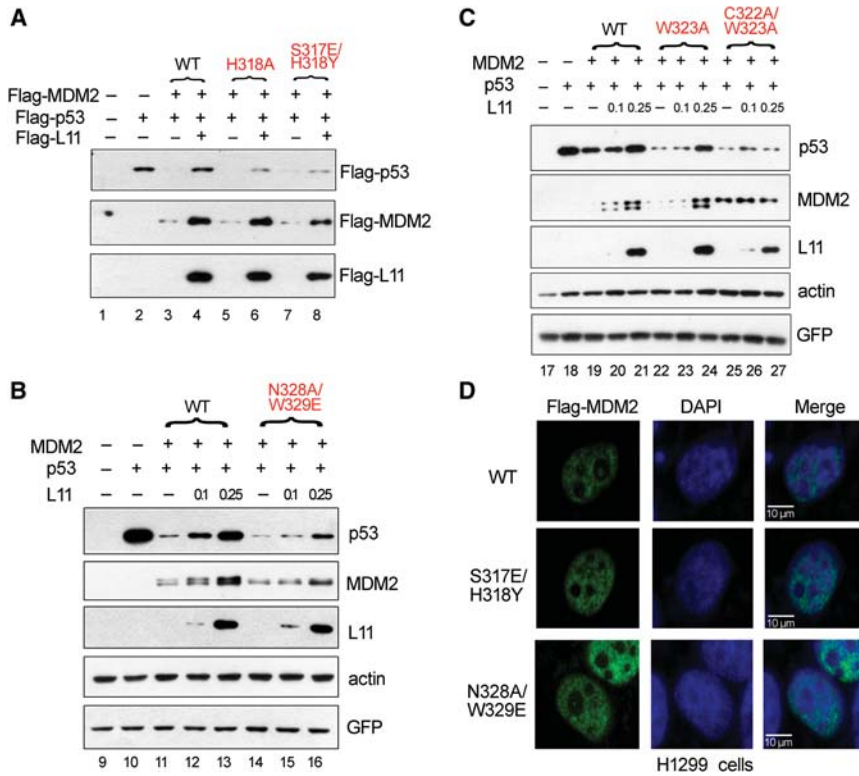 A
WT H318A S317E/
H318Y
Flag-MDM2 – – + + + + + +
Flag-p53 – + + + + + + +
Flag-L11 – – – + – + – +
Flag-p53
Flag-MDM2
Flag-L11
1 2 3 4 5 6 7 8
B
WT N328A/
W329E
MDM2 – – + + + + + +
p53 – + + + + + + +
L11 – – – 0.1 0.25 – 0.1 0.25
p53
MDM2
L11
actin
GFP
9 10 11 12 13 14 15 16
C
WT W323A C322A/
W323A
MDM2 – – + + + + + + + + +
p53 – + + + + + + + + + +
L11 – – – 0.1 0.25 – 0.1 0.25 – 0.1 0.25
p53
MDM2
L11
actin
GFP
17 18 19 20 21 22 23 24 25 26 27
D
Flag-MDM2 DAPI Merge
WT
10 µm
S317E/
H318Y
10 µm
N328A/
W329E
10 µm
H1299 cells